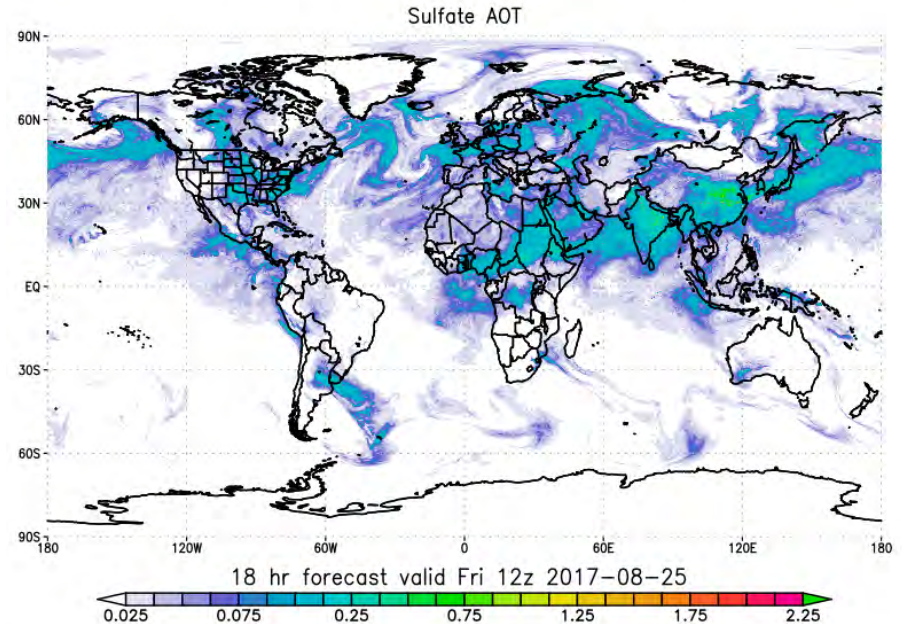 Sulfate AOT
90N
60N
30N
EQ
30S
60S
90S
180 120W 60W 0 60E 120E 180
18 hr forecast valid Fri 12z 2017-08-25
0.025 0.075 0.25 0.75 1.25 1.75 2.25